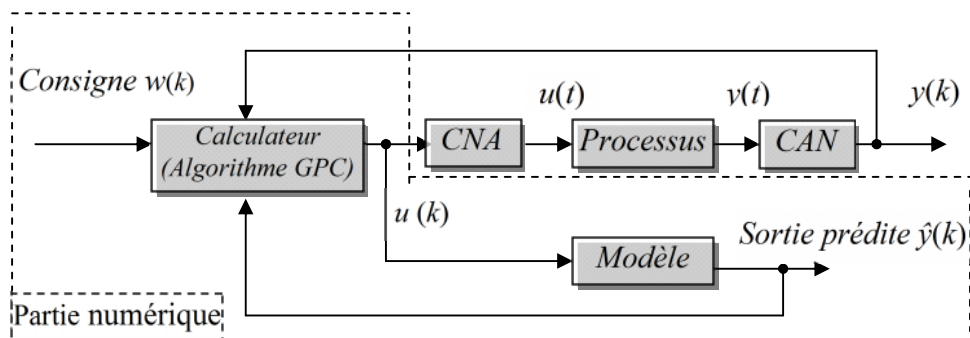 Consigne w(k)
Calculateur
(Algorithme GPC)
CNA
u(t)
Processus
y(t)
CAN
y(k)
u (k)
Modèle
Sortie prédite ŷ(k)
Partie numérique